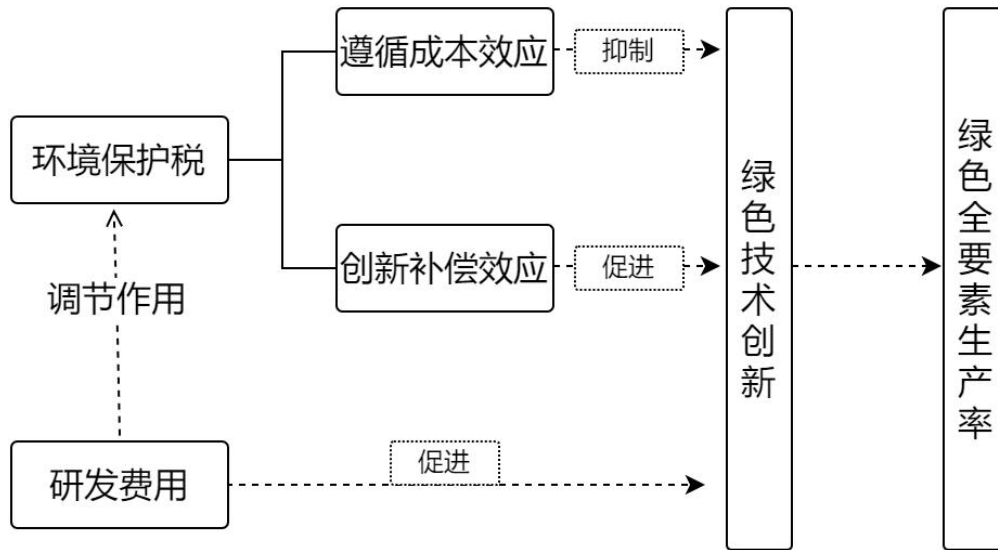 遵循成本效应
抑制
环境保护税
创新补偿效应
促进
调节作用
研发费用
促进
绿色技术创新
绿色全要素生产率